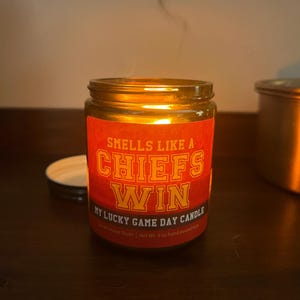 SMELLS LIKE A
CHIEFS
WIN
MY LUCKY GAME DAY CANDLE